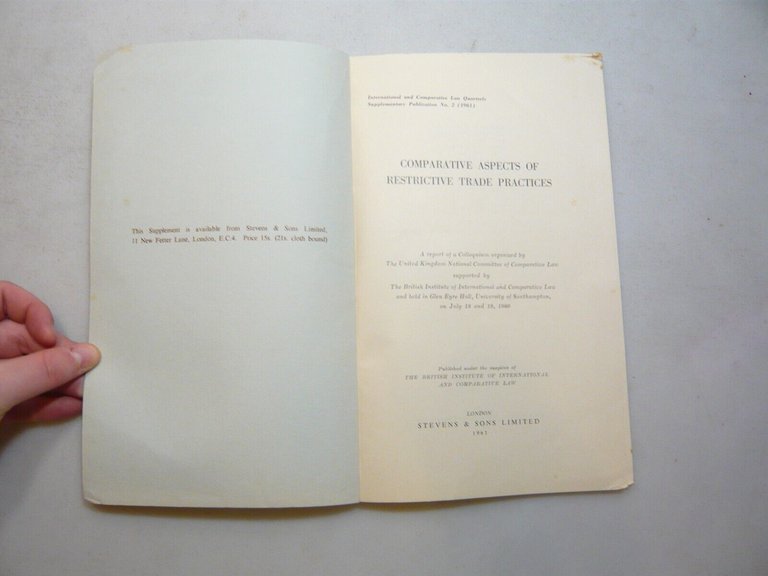 This Supplement is available from Stevens & Sons Limited,
11 New Fetter Lane, London, E.C.4. Price 15s. (21s. cloth bound)
International and Comparative Law Quarterly
Supplementary Publication No. 2 (1961)
COMPARATIVE ASPECTS OF
RESTRICTIVE TRADE PRACTICES
A report of a Colloquium organised by
The United Kingdom National Committee of Comparative Law
supported by
The British Institute of International and Comparative Law
and held in Glen Eyre Hall, University of Southampton,
on July 18 and 19, 1960
Published under the auspices of
THE BRITISH INSTITUTE OF INTERNATIONAL
AND COMPARATIVE LAW
LONDON
STEVENS & SONS LIMITED
1961